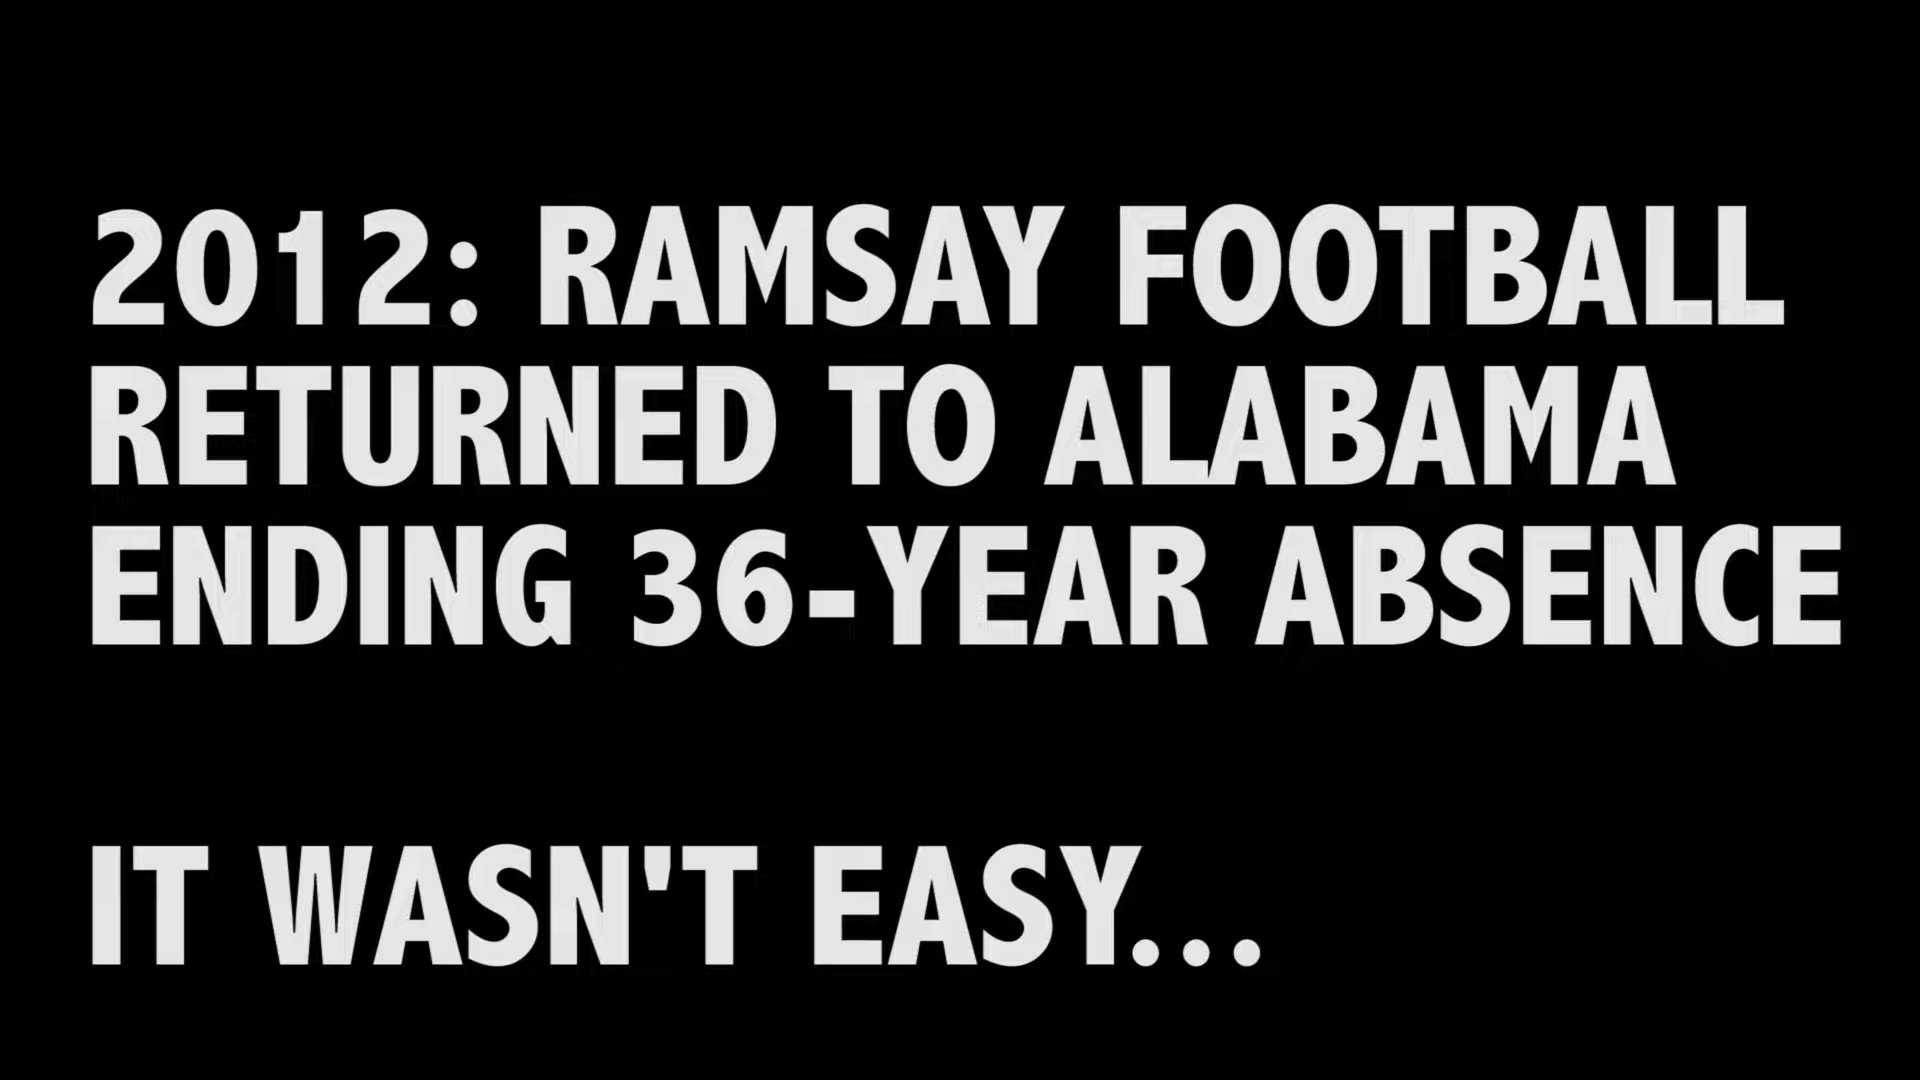 2012: RAMSAY FOOTBALL
RETURNED TO ALABAMA
ENDING 36-YEAR ABSENCE
IT WASN'T EASY...